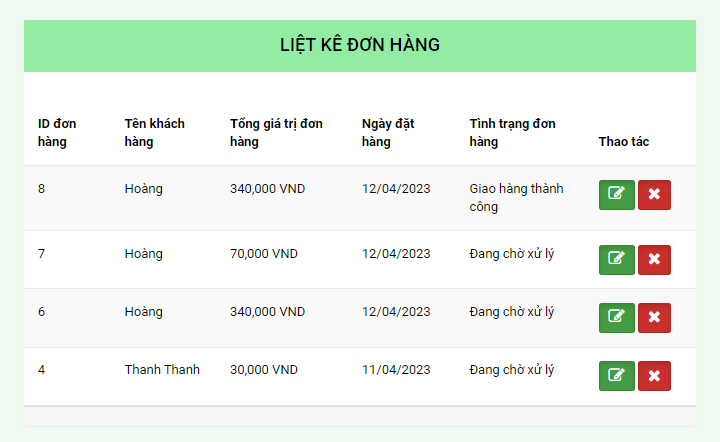 LIỆT KÊ ĐƠN HÀNG
ID đơn hàng Tên khách hàng Tổng giá trị đơn hàng Ngày đặt hàng Tình trạng đơn hàng Thao tác
8 Hoàng 340,000 VND 12/04/2023 Giao hàng thành công
7 Hoàng 70,000 VND 12/04/2023 Đang chờ xử lý
6 Hoàng 340,000 VND 12/04/2023 Đang chờ xử lý
4 Thanh Thanh 30,000 VND 11/04/2023 Đang chờ xử lý